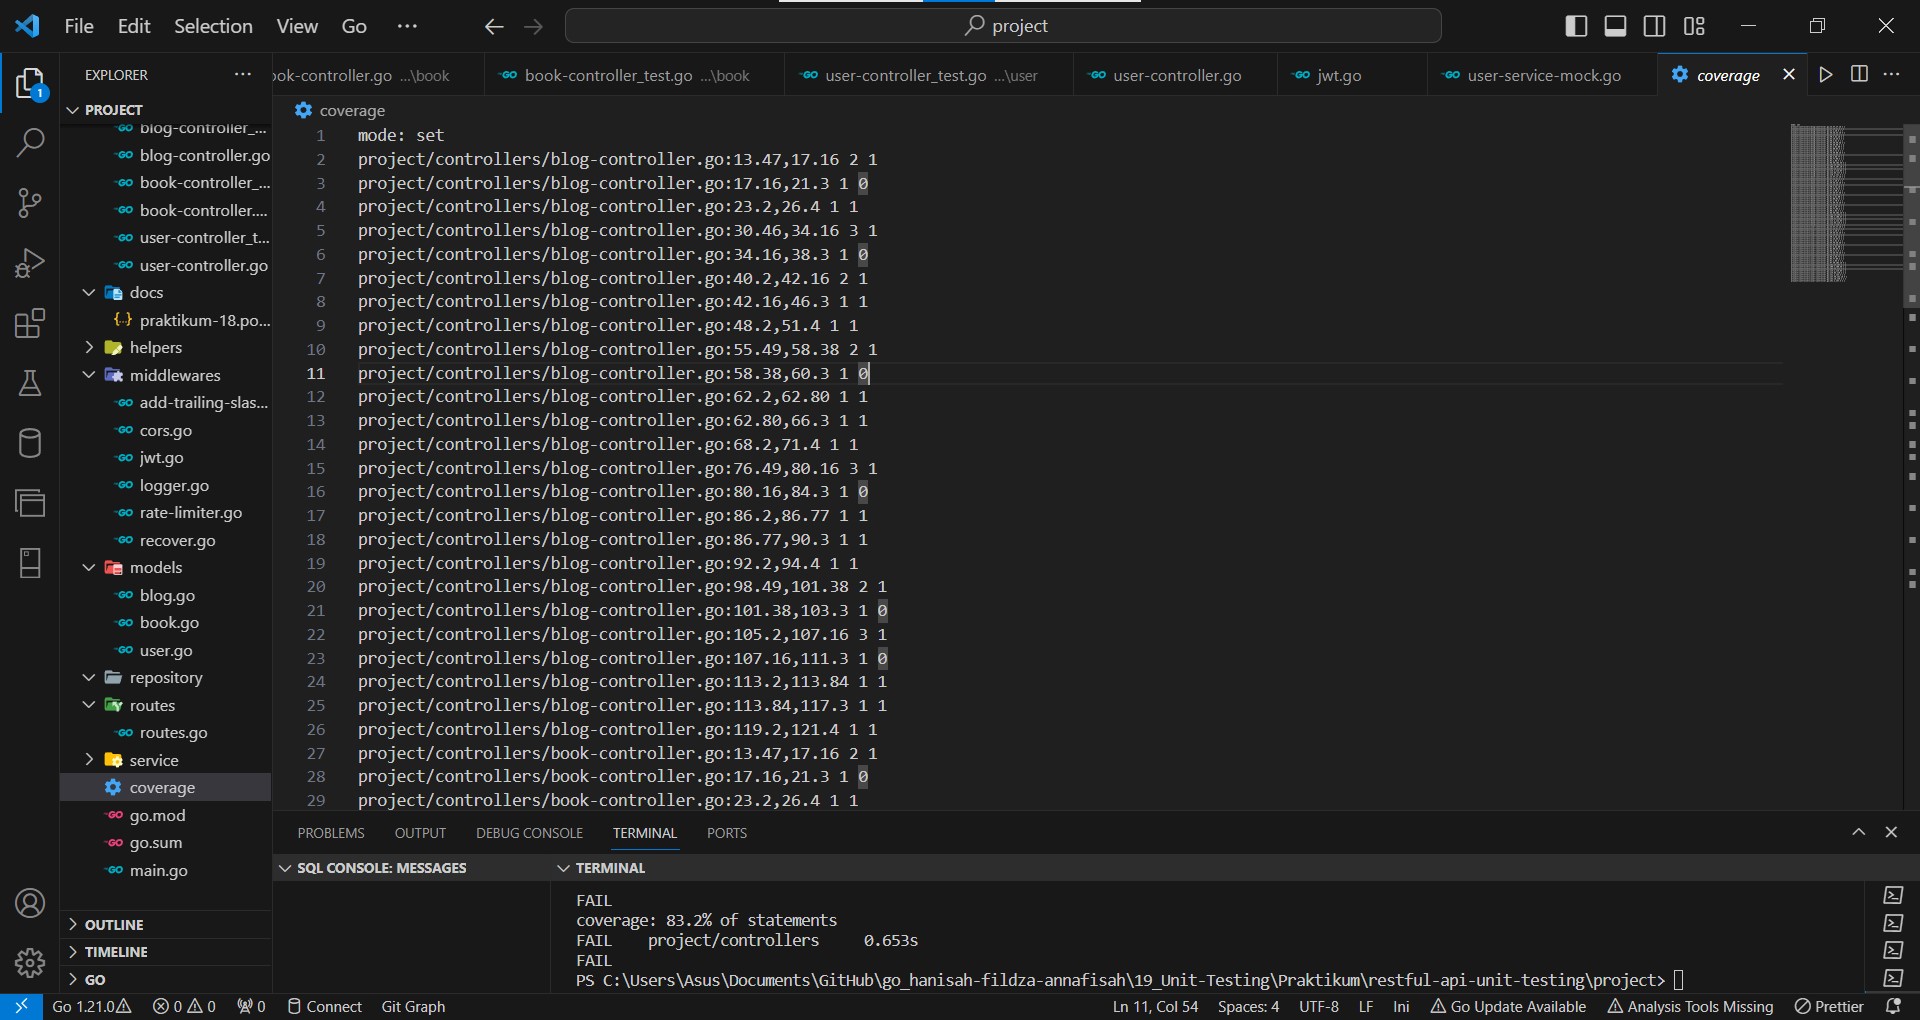 File Edit Selection View Go ··· project
EXPLORER ···
PROJECT
blog-controller_...
blog-controller.go
book-controller_...
book-controller....
user-controller_t...
user-controller.go
docs
praktikum-18.po...
helpers
middlewares
add-trailing-slas...
cors.go
jwt.go
logger.go
rate-limiter.go
recover.go
models
blog.go
book.go
user.go
repository
routes
routes.go
service
coverage
go.mod
go.sum
main.go
OUTLINE
TIMELINE
GO
ook-controller.go ...\book book-controller_test.go ...\book user-controller_test.go ...\user user-controller.go jwt.go user-service-mock.go coverage
coverage
1 mode: set
2 project/controllers/blog-controller.go:13.47,17.16 2 1
3 project/controllers/blog-controller.go:17.16,21.3 1 0
4 project/controllers/blog-controller.go:23.2,26.4 1 1
5 project/controllers/blog-controller.go:30.46,34.16 3 1
6 project/controllers/blog-controller.go:34.16,38.3 1 0
7 project/controllers/blog-controller.go:40.2,42.16 2 1
8 project/controllers/blog-controller.go:42.16,46.3 1 1
9 project/controllers/blog-controller.go:48.2,51.4 1 1
10 project/controllers/blog-controller.go:55.49,58.38 2 1
11 project/controllers/blog-controller.go:58.38,60.3 1 0
12 project/controllers/blog-controller.go:62.2,62.80 1 1
13 project/controllers/blog-controller.go:62.80,66.3 1 1
14 project/controllers/blog-controller.go:68.2,71.4 1 1
15 project/controllers/blog-controller.go:76.49,80.16 3 1
16 project/controllers/blog-controller.go:80.16,84.3 1 0
17 project/controllers/blog-controller.go:86.2,86.77 1 1
18 project/controllers/blog-controller.go:86.77,90.3 1 1
19 project/controllers/blog-controller.go:92.2,94.4 1 1
20 project/controllers/blog-controller.go:98.49,101.38 2 1
21 project/controllers/blog-controller.go:101.38,103.3 1 0
22 project/controllers/blog-controller.go:105.2,107.16 3 1
23 project/controllers/blog-controller.go:107.16,111.3 1 0
24 project/controllers/blog-controller.go:113.2,113.84 1 1
25 project/controllers/blog-controller.go:113.84,117.3 1 1
26 project/controllers/blog-controller.go:119.2,121.4 1 1
27 project/controllers/book-controller.go:13.47,17.16 2 1
28 project/controllers/book-controller.go:17.16,21.3 1 0
29 project/controllers/book-controller.go:23.2,26.4 1 1
PROBLEMS OUTPUT DEBUG CONSOLE TERMINAL PORTS
SQL CONSOLE: MESSAGES
TERMINAL
FAIL
coverage: 83.2% of statements
FAIL project/controllers 0.653s
FAIL
PS C:\Users\Asus\Documents\GitHub\go_hanisah-fildza-annafisah\19_Unit-Testing\Praktikum\restful-api-unit-testing\project>
Go 1.21.0 0 0 0 Connect Git Graph Ln 11, Col 54 Spaces: 4 UTF-8 LF Ini Go Update Available Analysis Tools Missing Prettier